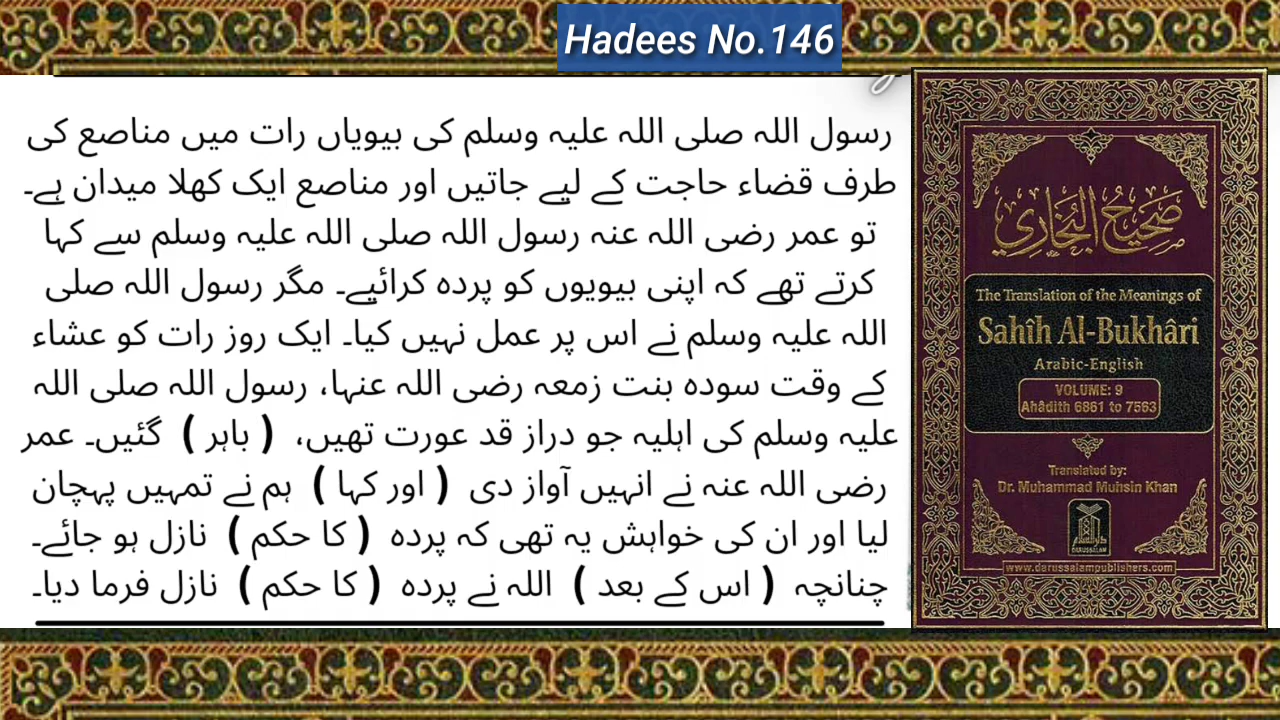 Hadees No.146
رسول اللہ صلی اللہ علیہ وسلم کی بیویاں رات میں مناصع کی
طرف قضاء حاجت کے لیے جاتیں اور مناصع ایک کھلا میدان ہے۔
تو عمر رضی اللہ عنہ رسول اللہ صلی اللہ علیہ وسلم سے کہا
کرتے تھے کہ اپنی بیویوں کو پردہ کرائیے۔ مگر رسول اللہ صلی
اللہ علیہ وسلم نے اس پر عمل نہیں کیا۔ ایک روز رات کو عشاء
کے وقت سودہ بنت زمعہ رضی اللہ عنہا، رسول اللہ صلی اللہ
علیہ وسلم کی اہلیہ جو دراز قد عورت تھیں، ( باہر ) گئیں۔ عمر
رضی اللہ عنہ نے انہیں آواز دی ( اور کہا ) ہم نے تمہیں پہچان
لیا اور ان کی خواہش یہ تھی کہ پردہ ( کا حکم ) نازل ہو جائے۔
چنانچہ ( اس کے بعد ) اللہ نے پردہ ( کا حکم ) نازل فرما دیا۔
صَحِيحُ البُخَارِي
The Translation of the Meanings of
Sahîh Al-Bukhâri
Arabic-English
VOLUME: 9
Ahâdith 6861 to 7563
Translated by:
Dr. Muhammad Muhsin Khan
دارالسلام
DARUSSALAM
www.darussalampublishers.com